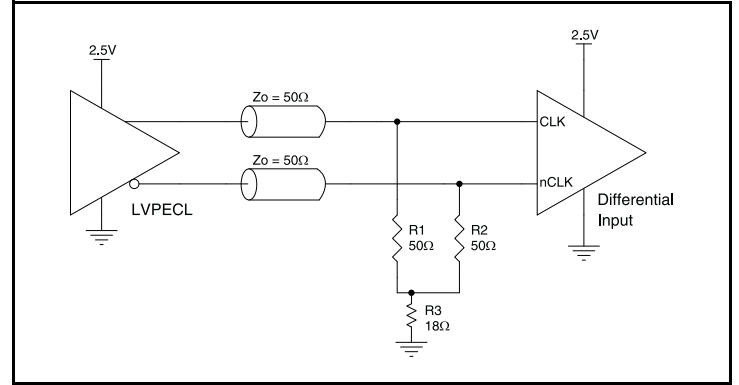 2.5V
2.5V
Zo = 50Ω
CLK
Zo = 50Ω
nCLK
Differential
Input
LVPECL
R1
50Ω
R2
50Ω
R3
18Ω